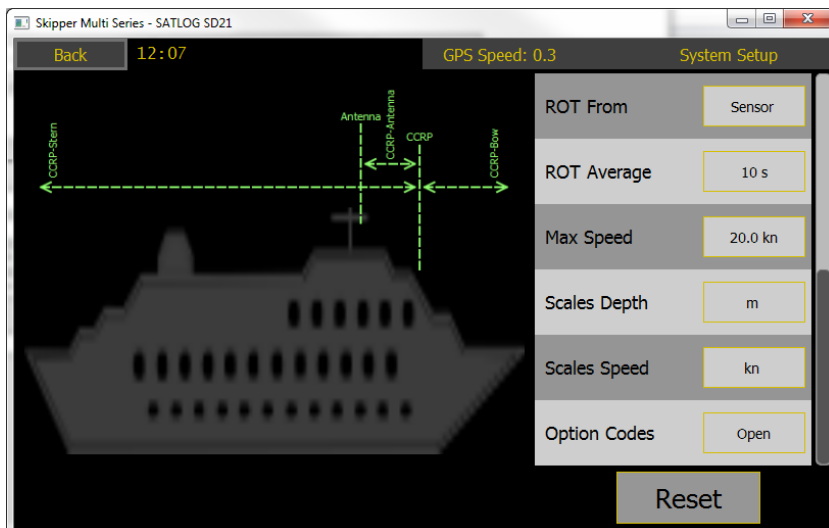 Skipper Multi Series - SATLOG SD21
Back 12:07 GPS Speed: 0.3 System Setup
CCRP-Stern
Antenna
CCRP-Antenna
CCRP
CCRP-Bow
ROT From Sensor
ROT Average 10 s
Max Speed 20.0 kn
Scales Depth m
Scales Speed kn
Option Codes Open
Reset